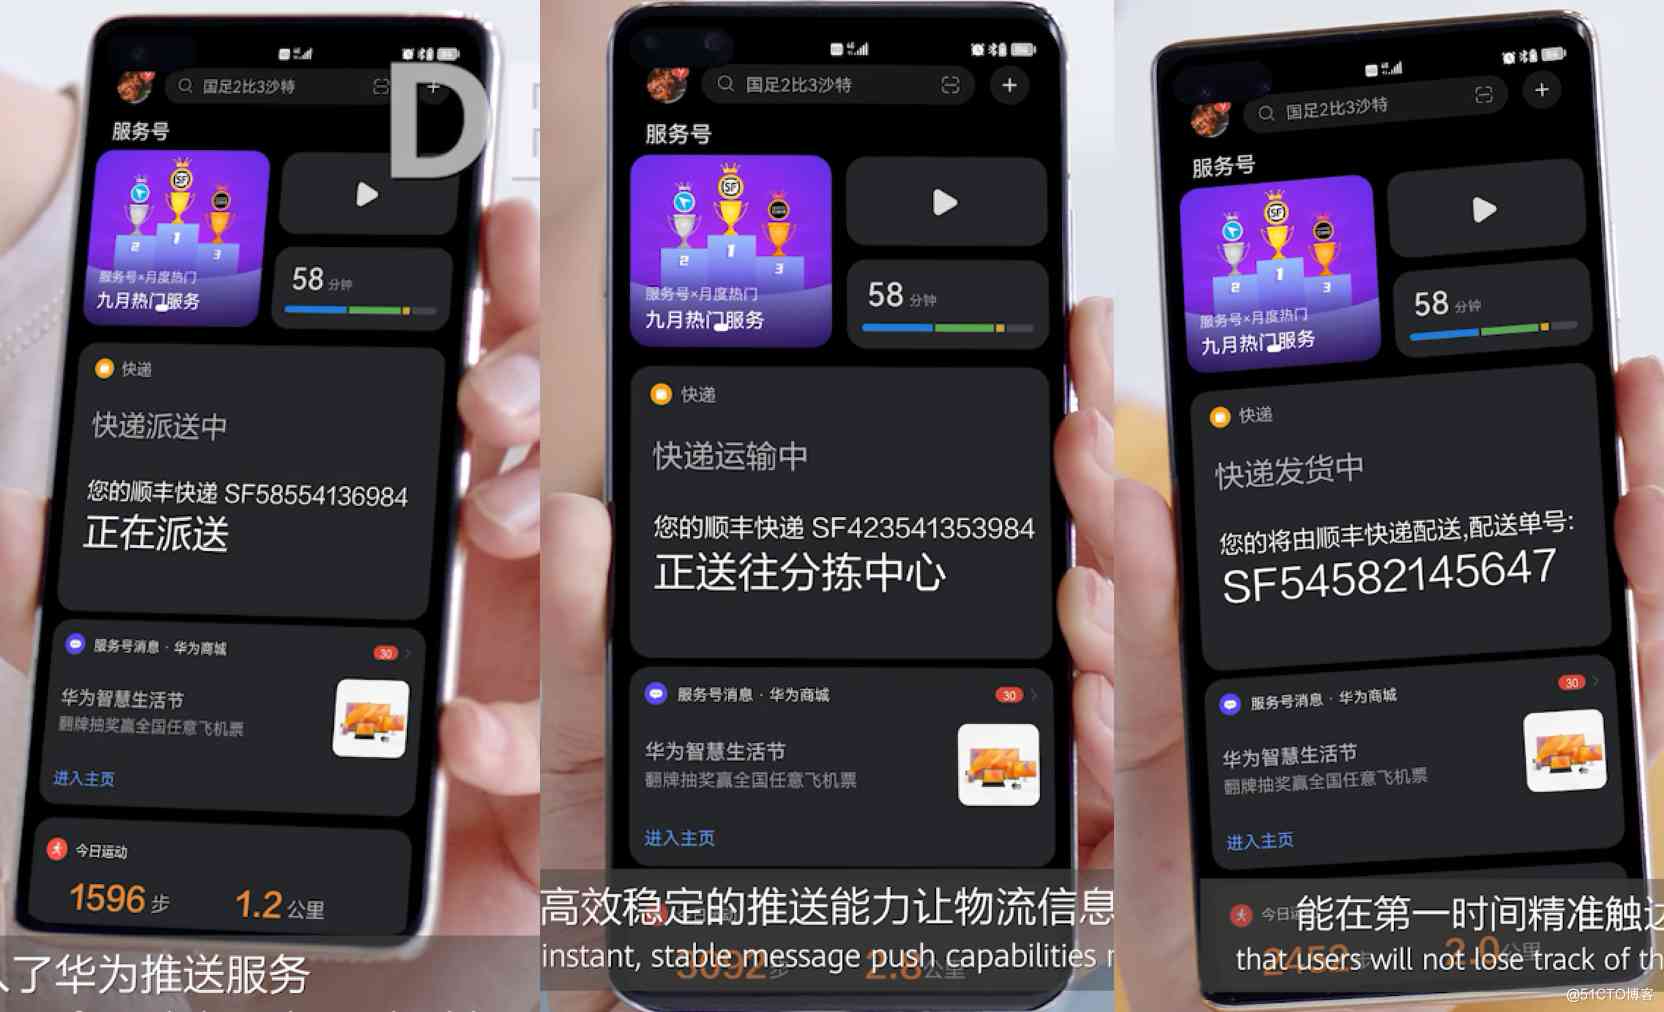 国足2比3沙特
服务号
SF
2
1
3
服务号×月度热门
九月热门服务
58 分钟
快递
快递派送中
您的顺丰快递 SF58554136984
正在派送
服务号消息 · 华为商城
30
华为智慧生活节
翻牌抽奖赢全国任意飞机票
进入主页
今日运动
1596 步
1.2 公里
D
了华为推送服务
国足2比3沙特
服务号
SF
2
1
3
服务号×月度热门
九月热门服务
58 分钟
快递
快递运输中
您的顺丰快递 SF423541353984
正送往分拣中心
服务号消息 · 华为商城
30
华为智慧生活节
翻牌抽奖赢全国任意飞机票
进入主页
2.8 公里
高效稳定的推送能力让物流信息
instant, stable message push capabilities
国足2比3沙特
服务号
SF
2
1
3
服务号×月度热门
九月热门服务
58 分钟
快递
快递发货中
您的将由顺丰快递配送,配送单号:
SF54582145647
服务号消息 · 华为商城
30
华为智慧生活节
翻牌抽奖赢全国任意飞机票
进入主页
今日
能在第一时间精准触达
that users will not lose track of th
@51CTO博客